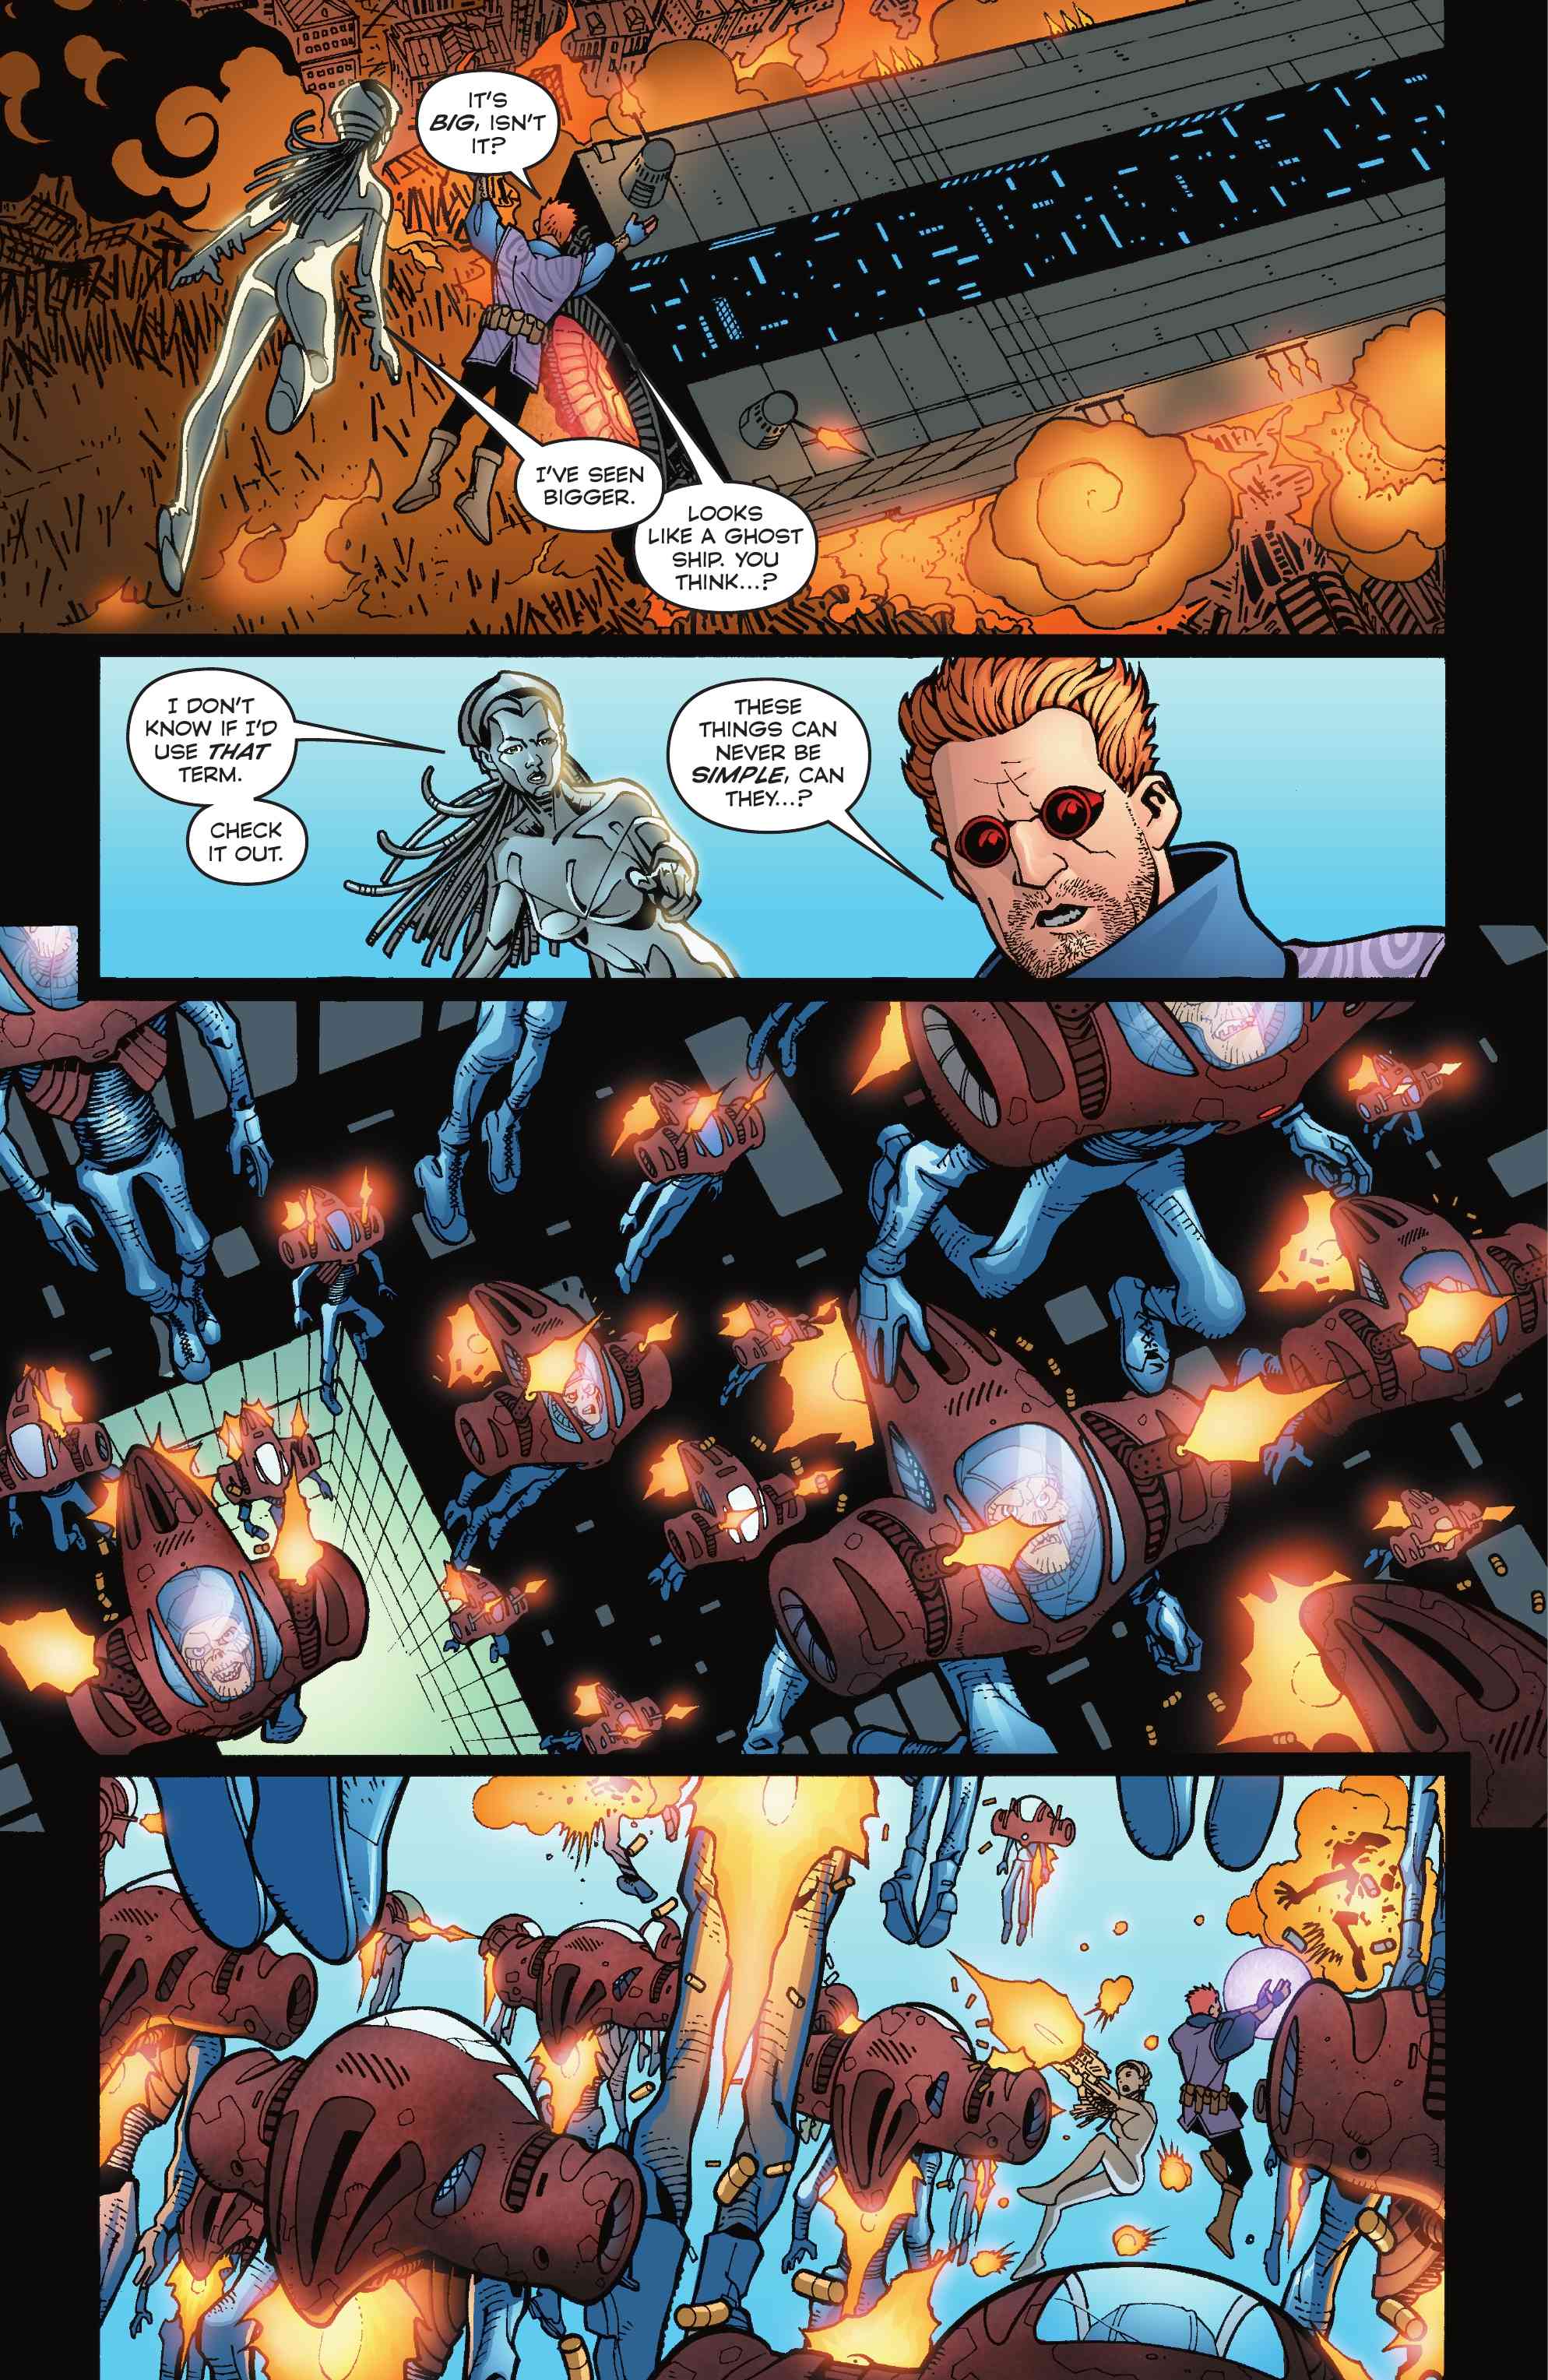 IT'S
BIG, ISN'T
IT?
I'VE SEEN
BIGGER.
LOOKS
LIKE A GHOST
SHIP. YOU
THINK...?
I DON'T
KNOW IF I'D
USE THAT
TERM.
CHECK
IT OUT.
THESE
THINGS CAN
NEVER BE
SIMPLE, CAN
THEY...?